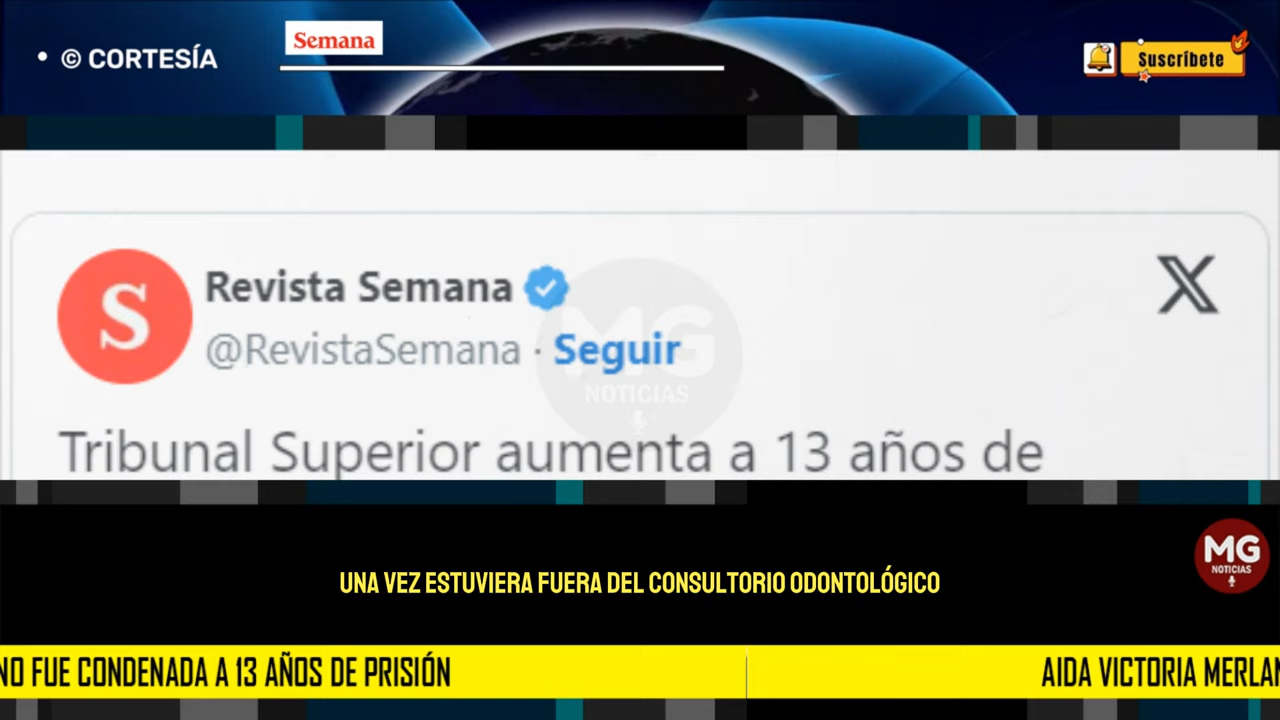 • © CORTESÍA
Semana
Suscríbete
S
Revista Semana
X
@RevistaSemana · Seguir
MG
NOTICIAS
Tribunal Superior aumenta a 13 años de
MG
NOTICIAS
UNA VEZ ESTUVIERA FUERA DEL CONSULTORIO ODONTOLÓGICO
NO FUE CONDENADA A 13 AÑOS DE PRISIÓN
AIDA VICTORIA MERLAN